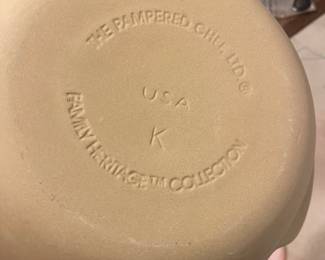 THE PAMPERED CHEF, LTD.®
USA
K
FAMILY HERITAGE™ COLLECTION